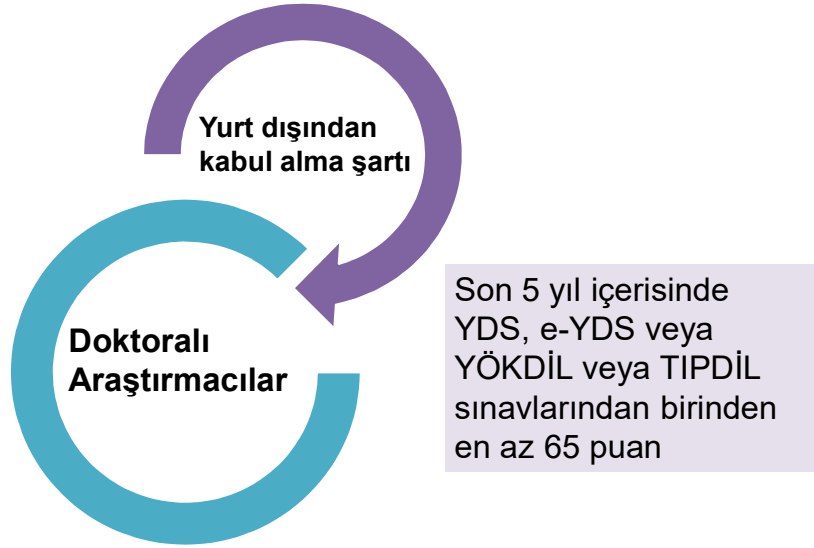 Yurt dışından
kabul alma şartı
Doktoralı
Araştırmacılar
Son 5 yıl içerisinde
YDS, e-YDS veya
YÖKDİL veya TIPDİL
sınavlarından birinden
en az 65 puan